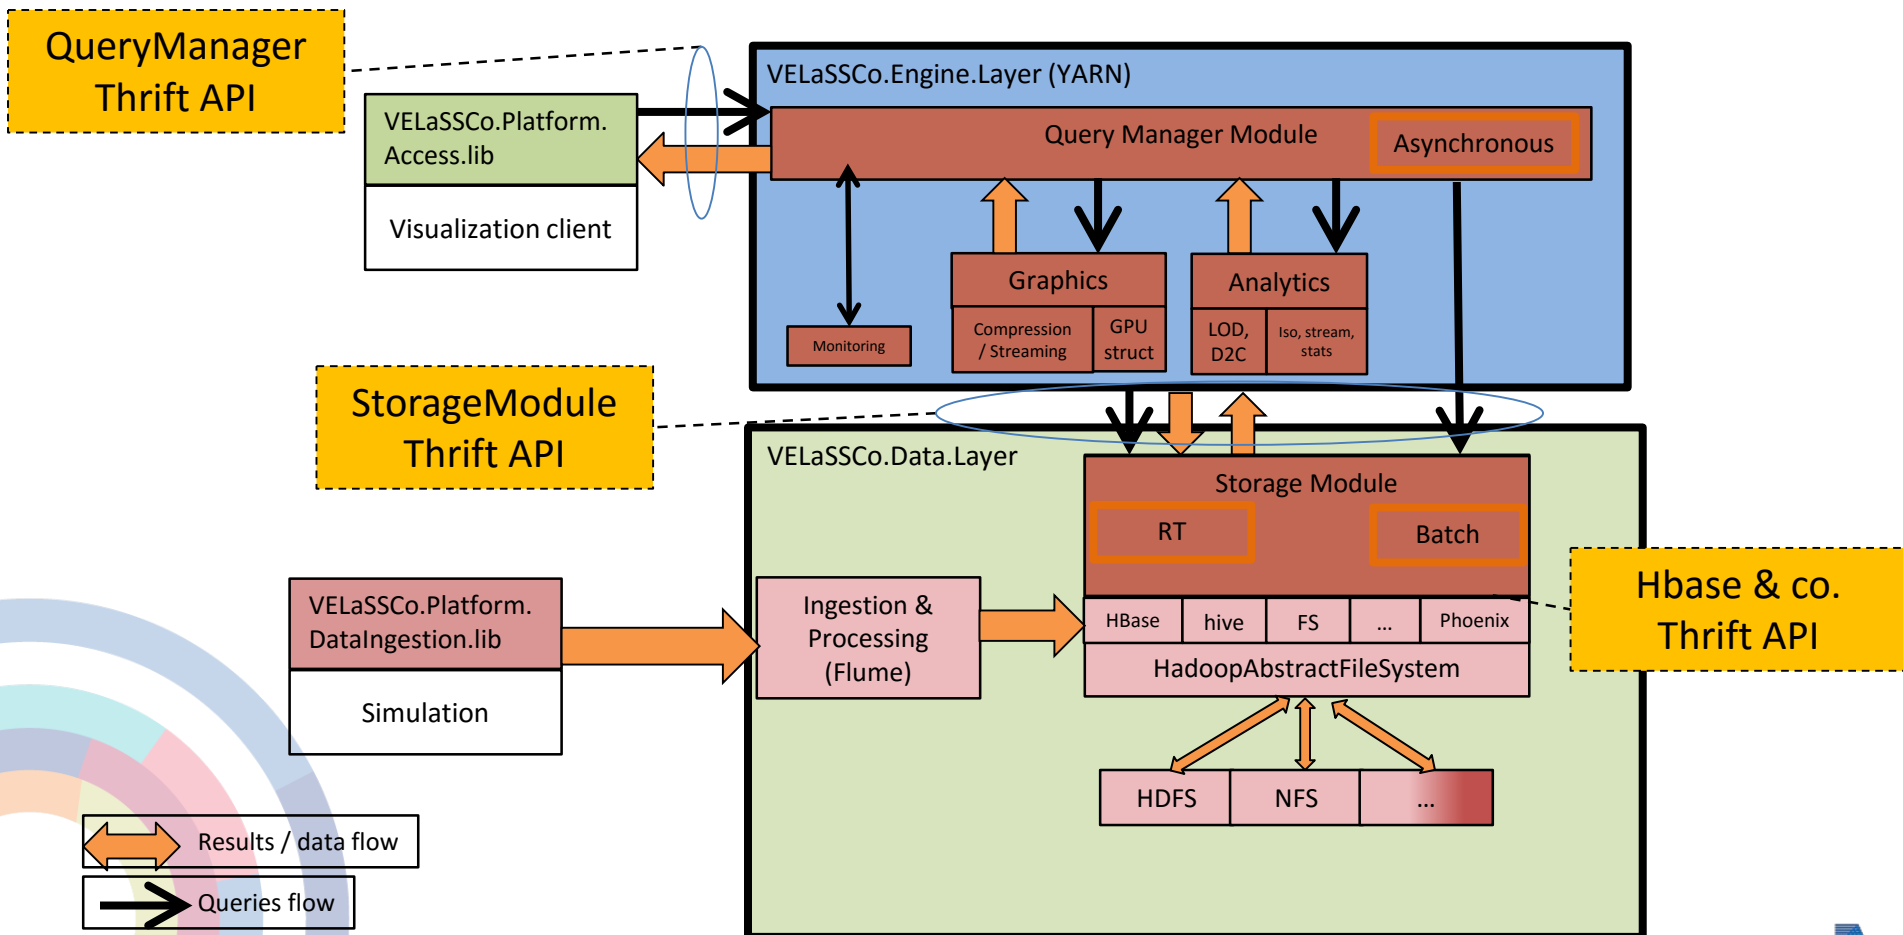 QueryManager
Thrift API
VELaSSCo.Platform.
Access.lib
Visualization client
VELaSSCo.Engine.Layer (YARN)
Query Manager Module
Asynchronous
Graphics
Compression
/ Streaming
GPU
struct
Analytics
LOD,
D2C
Iso, stream,
stats
Monitoring
StorageModule
Thrift API
VELaSSCo.Data.Layer
Storage Module
RT
Batch
Hbase & co.
Thrift API
VELaSSCo.Platform.
DataIngestion.lib
Simulation
Ingestion &
Processing
(Flume)
HBase
hive
FS
...
Phoenix
HadoopAbstractFileSystem
HDFS
NFS
...
Results / data flow
Queries flow